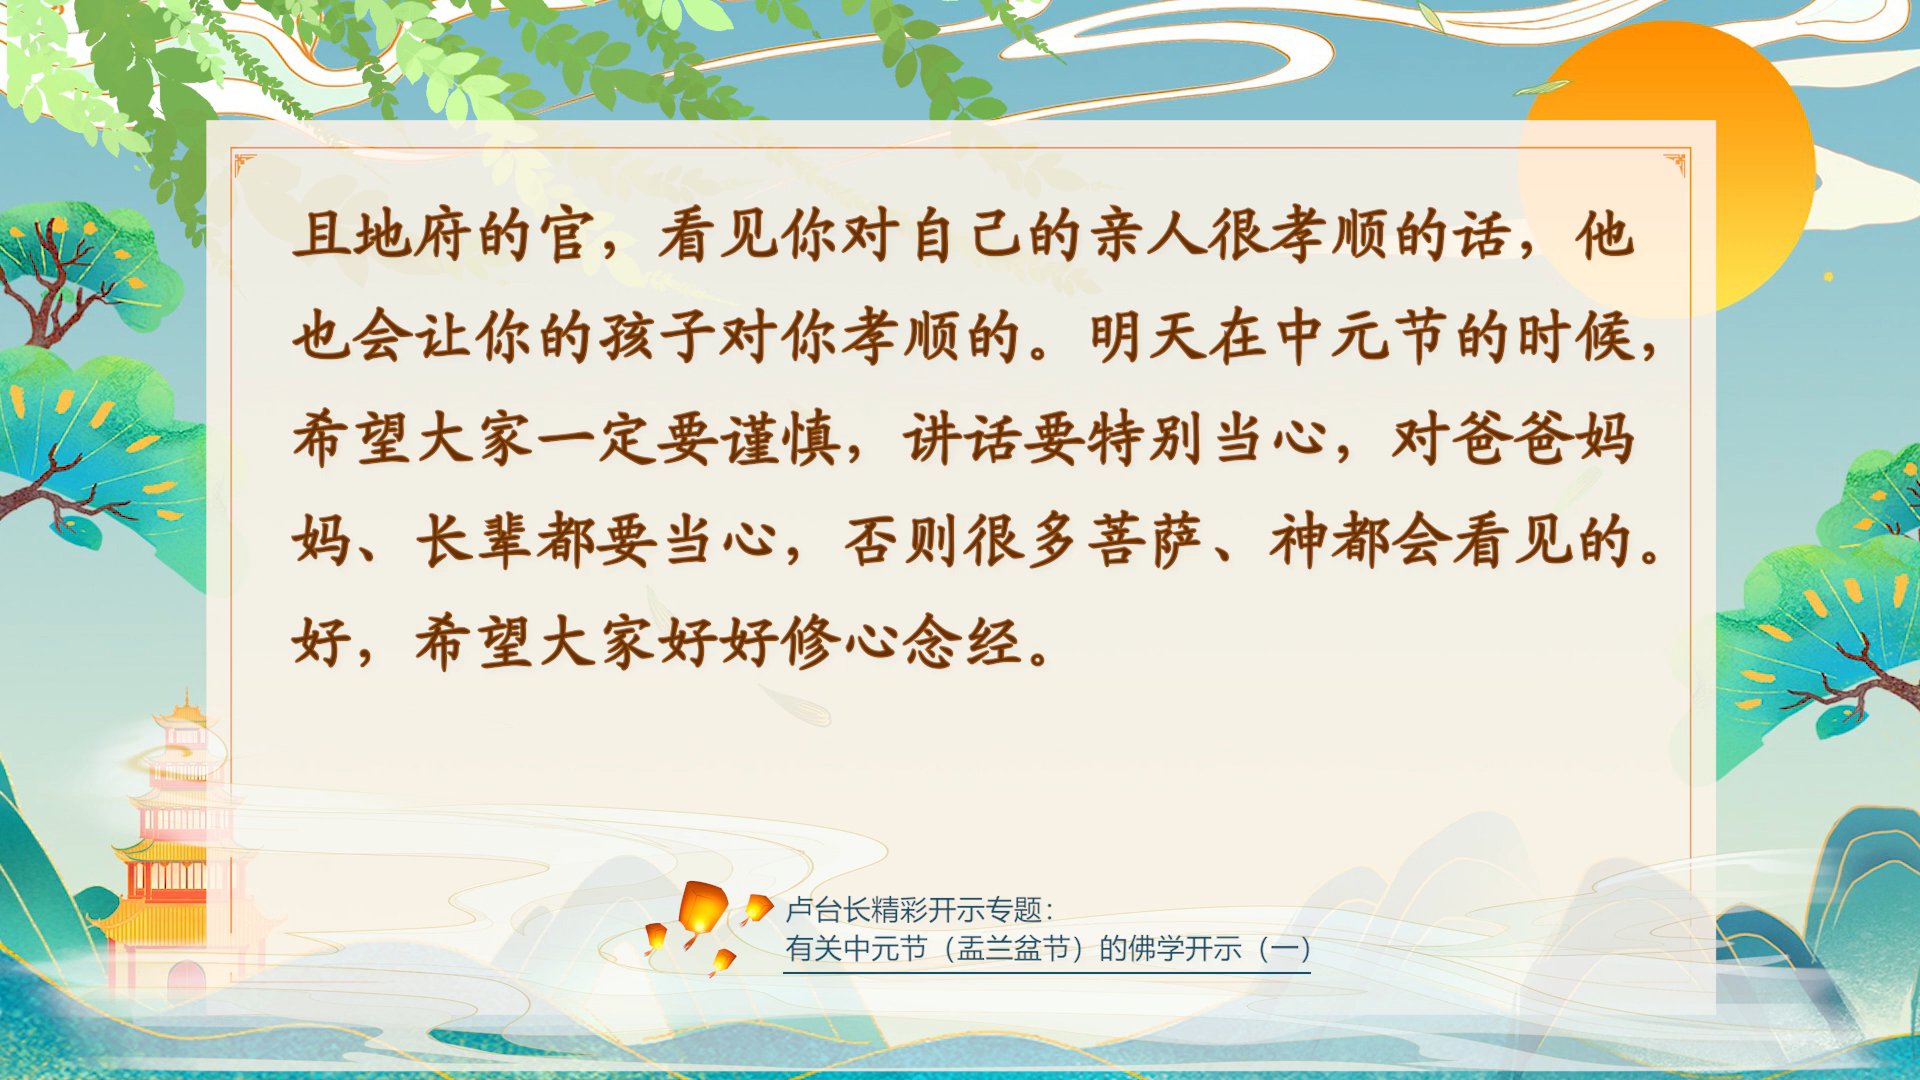 且地府的官，看见你对自己的亲人很孝顺的话，他
也会让你的孩子对你孝顺的。明天在中元节的时候，
希望大家一定要谨慎，讲话要特别当心，对爸爸妈
妈、长辈都要当心，否则很多菩萨、神都会看见的。
好，希望大家好好修心念经。
卢台长精彩开示专题：
有关中元节（盂兰盆节）的佛学开示（一）